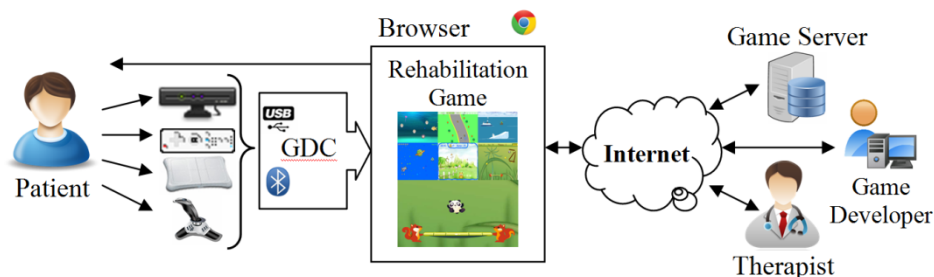 Browser
Game Server
Rehabilitation
Game
USB
GDC
Internet
Patient
Game
Developer
Therapist